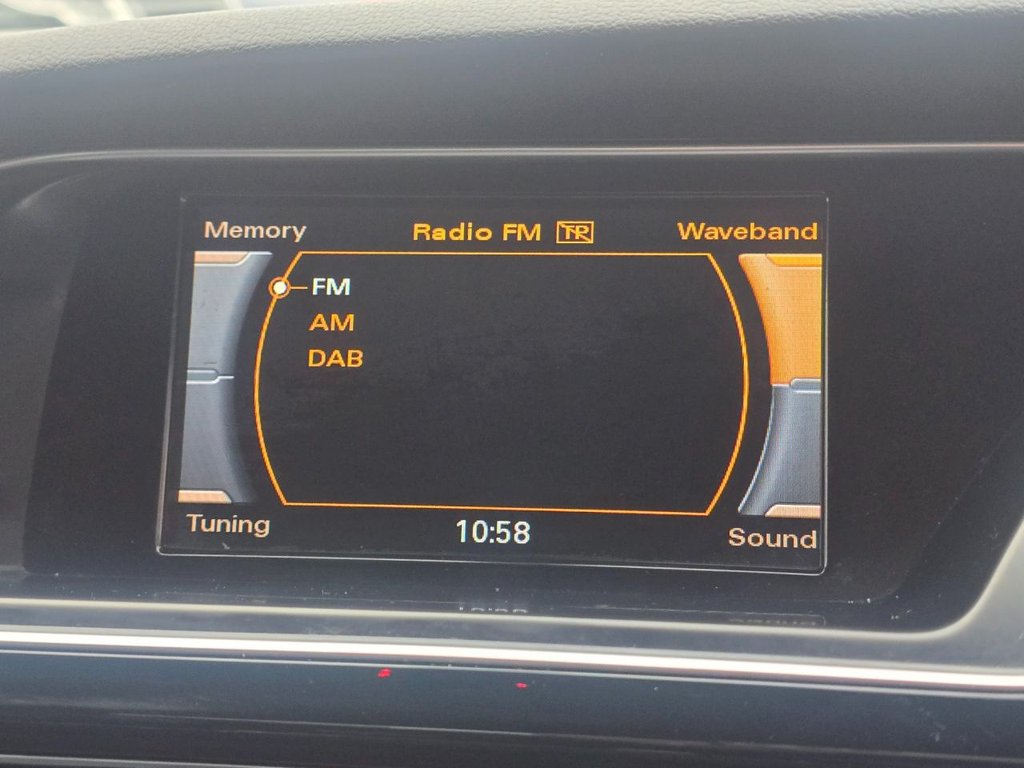 Memory
Radio FM TP
Waveband
FM
AM
DAB
Tuning
10:58
Sound